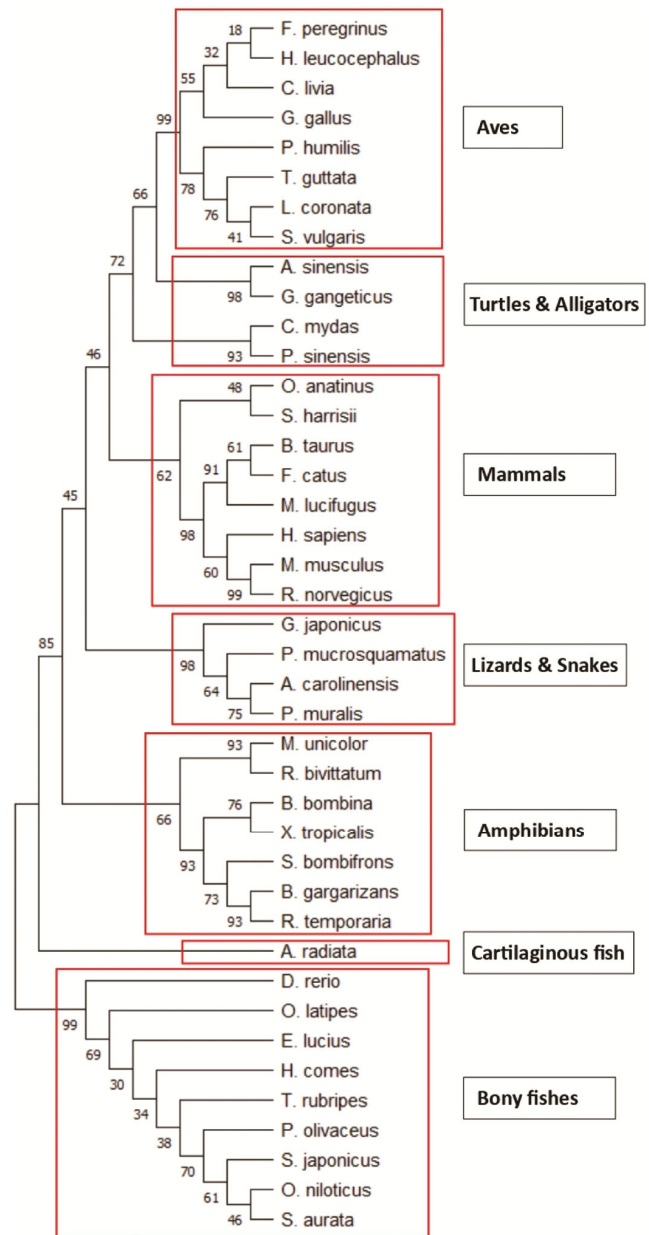 F. peregrinus
18
H. leucocephalus
32
C. livia
55
G. gallus
99
P. humilis
78
T. guttata
76
L. coronata
41
S. vulgaris
Aves
66
A. sinensis
98
G. gangeticus
72
C. mydas
93
P. sinensis
Turtles & Alligators
46
48
O. anatinus
S. harrisii
62
61
B. taurus
91
F. catus
M. lucifugus
98
H. sapiens
60
M. musculus
99
R. norvegicus
Mammals
45
G. japonicus
98
P. mucrosquamatus
64
A. carolinensis
75
P. muralis
Lizards & Snakes
85
93
M. unicolor
R. bivittatum
66
76
B. bombina
X. tropicalis
93
S. bombifrons
73
B. gargarizans
93
R. temporaria
Amphibians
A. radiata
Cartilaginous fish
D. rerio
99
O. latipes
69
E. lucius
30
H. comes
34
T. rubripes
38
P. olivaceus
70
S. japonicus
61
O. niloticus
46
S. aurata
Bony fishes